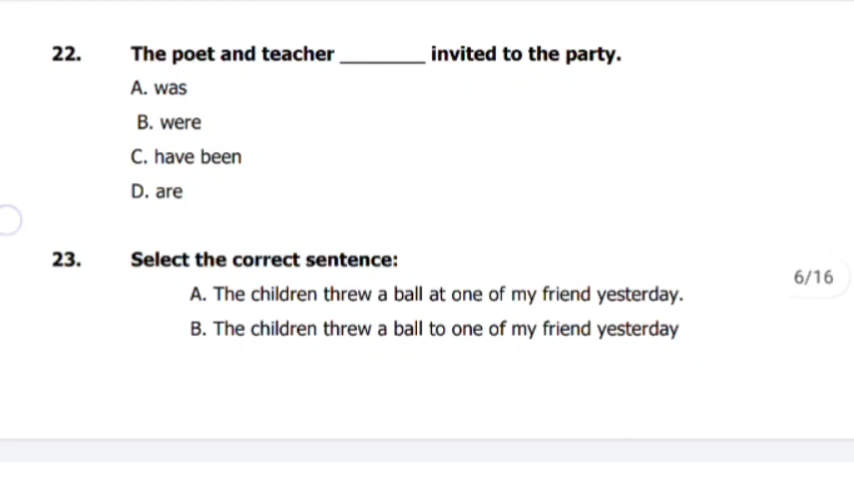 22. The poet and teacher ________ invited to the party.
A. was
B. were
C. have been
D. are
23. Select the correct sentence:
6/16
A. The children threw a ball at one of my friend yesterday.
B. The children threw a ball to one of my friend yesterday